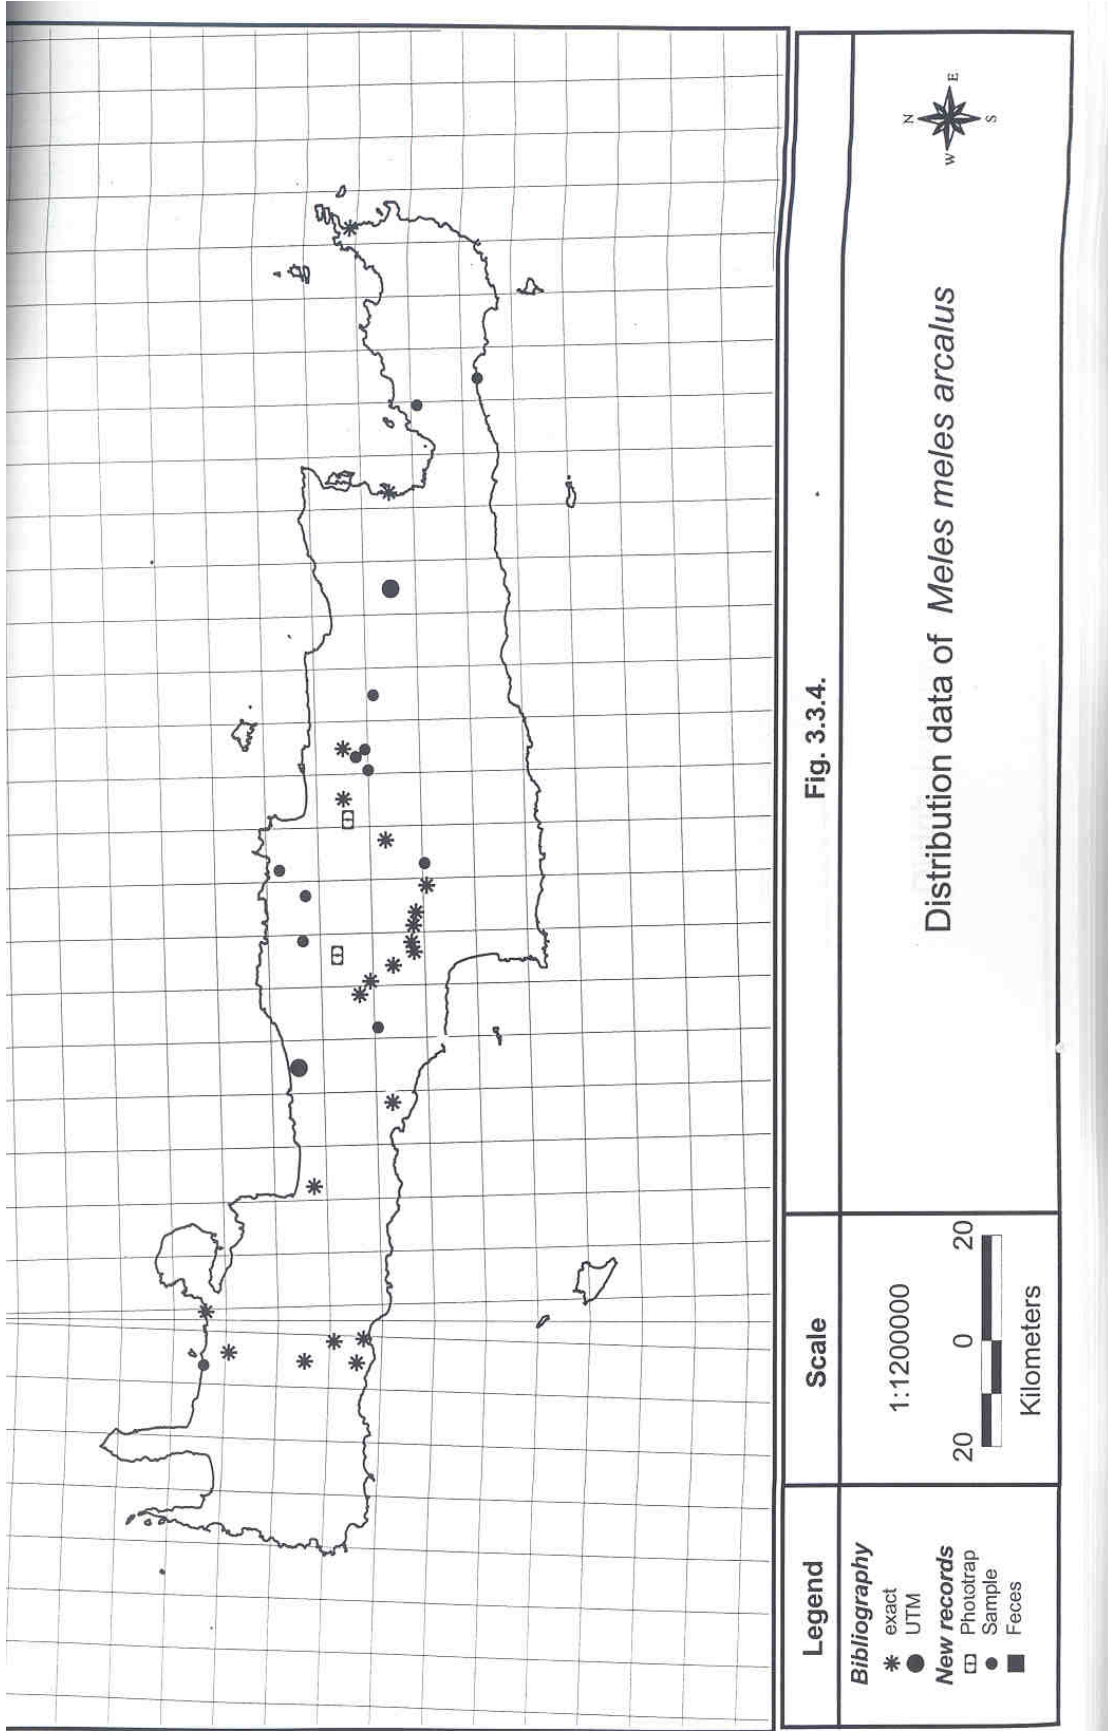 Legend
Bibliography
exact
UTM
New records
Phototrap
Sample
Feces
Scale
1:1200000
20 0 20
Kilometers
Fig. 3.3.4.
Distribution data of Meles meles arcalus
N
W E
S